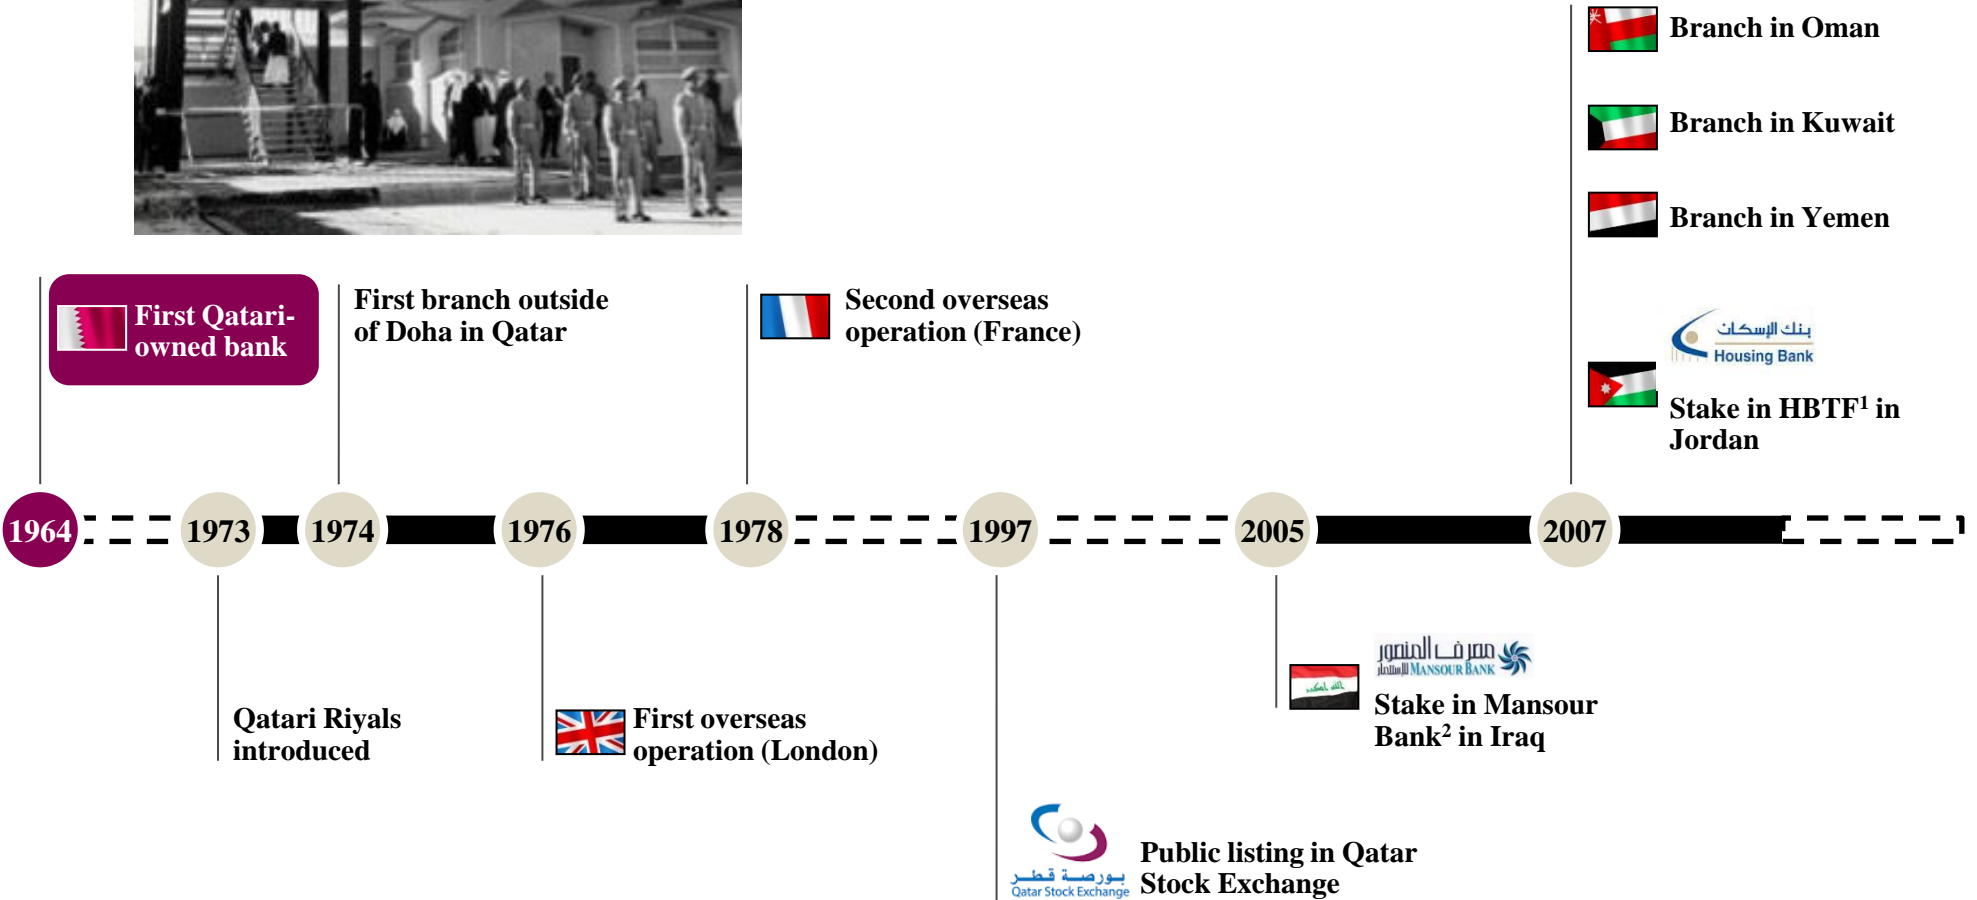 Branch in Oman
Branch in Kuwait
Branch in Yemen
First Qatari-
owned bank
First branch outside
of Doha in Qatar
Second overseas
operation (France)
بنك الإسكان
Housing Bank
Stake in HBTF¹ in
Jordan
1964
1973
1974
1976
1978
1997
2005
2007
Qatari Riyals
introduced
First overseas
operation (London)
مصرف المنصور
للإستثمار MANSOUR BANK
Stake in Mansour
Bank² in Iraq
بورصة قطر
Qatar Stock Exchange
Public listing in Qatar
Stock Exchange